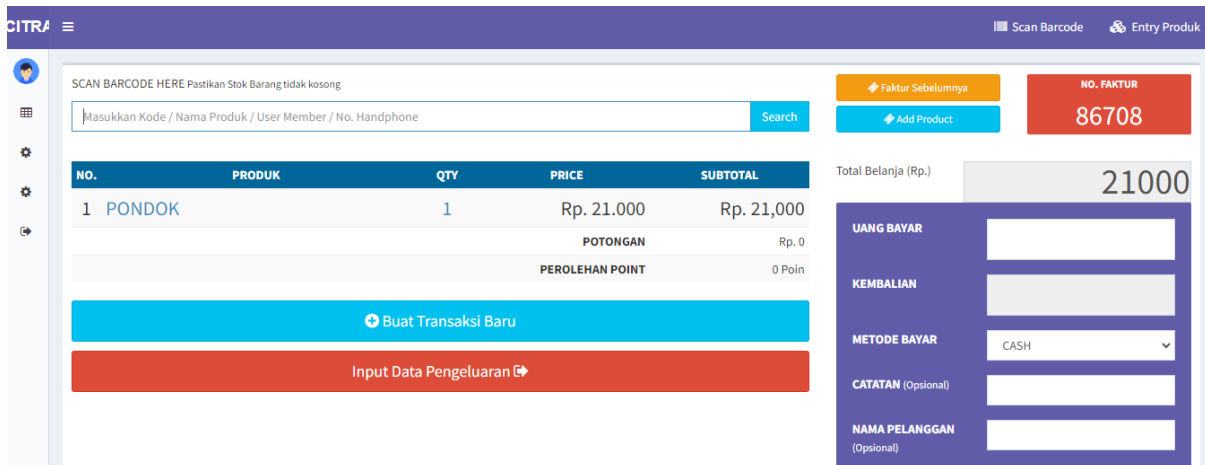 CITRA
Scan Barcode
Entry Produk
SCAN BARCODE HERE Pastikan Stok Barang tidak kosong
Masukkan Kode / Nama Produk / User Member / No. Handphone
Search
Faktur Sebelumnya
Add Product
NO. FAKTUR
86708
NO. PRODUK QTY PRICE SUBTOTAL
1 PONDOK 1 Rp. 21.000 Rp. 21,000
POTONGAN Rp. 0
PEROLEHAN POINT 0 Poin
Buat Transaksi Baru
Input Data Pengeluaran
Total Belanja (Rp.) 21000
UANG BAYAR
KEMBALIAN
METODE BAYAR CASH
CATATAN (Opsional)
NAMA PELANGGAN
(Opsional)